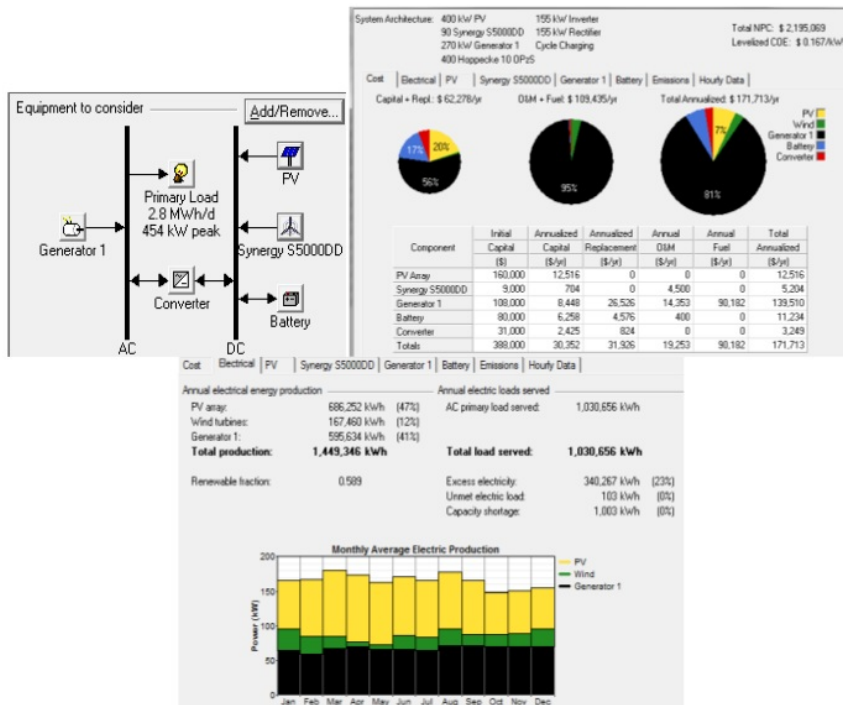 Equipment to consider
Add/Remove...
Primary Load
2.8 MWh/d
454 kW peak
PV
Generator 1
Synergy S5000DD
Converter
Battery
AC
DC
System Architecture: 400 kW PV 155 kW Inverter
90 Synergy S5000DD 155 kW Rectifier
270 kW Generator 1 Cycle Charging
400 Hoppecke 10 OPzS
Total NPC: $ 2,195,069
Levelized COE: $ 0.167/kW
Cost Electrical PV Synergy S5000DD Generator 1 Battery Emissions Hourly Data
Capital + Repl.: $ 62,278/yr O&M + Fuel: $ 109,435/yr Total Annualized: $ 171,713/yr
PV
Wind
Generator 1
Battery
Converter
17% 20%
56%
95%
7%
81%
Component Initial Capital ($) Annualized Capital ($/yr) Annualized Replacement ($/yr) Annual O&M ($/yr) Annual Fuel ($/yr) Total Annualized ($/yr)
PV Array 160,000 12,516 0 0 0 12,516
Synergy S5000DD 9,000 704 0 4,500 0 5,204
Generator 1 108,000 8,448 26,526 14,353 90,182 139,510
Battery 80,000 6,258 4,576 400 0 11,234
Converter 31,000 2,425 824 0 0 3,249
Totals 388,000 30,352 31,926 19,253 90,182 171,713
Cost Electrical PV Synergy S5000DD Generator 1 Battery Emissions Hourly Data
Annual electrical energy production
PV array: 686,252 kWh (47%)
Wind turbines: 167,460 kWh (12%)
Generator 1: 595,634 kWh (41%)
Total production: 1,449,346 kWh
Renewable fraction: 0.589
Annual electric loads served
AC primary load served: 1,030,656 kWh
Total load served: 1,030,656 kWh
Excess electricity: 340,267 kWh (23%)
Unmet electric load: 103 kWh (0%)
Capacity shortage: 1,003 kWh (0%)
Monthly Average Electric Production
Power (kW)
200
150
100
50
0
Jan Feb Mar Apr May Jun Jul Aug Sep Oct Nov Dec
PV
Wind
Generator 1